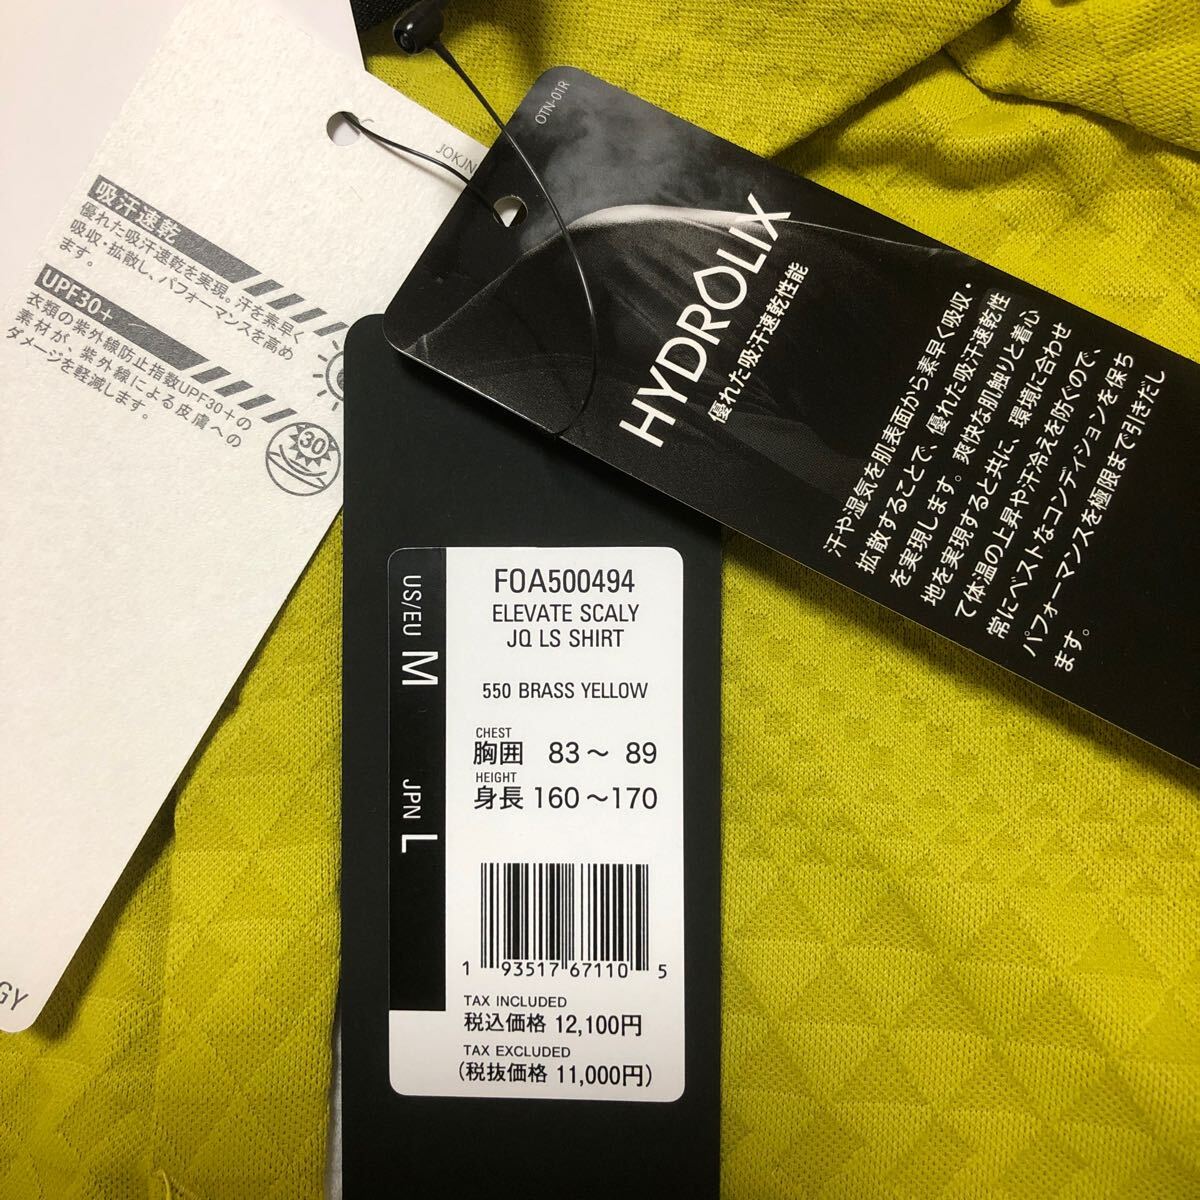 JOKJN
吸汗速乾
優れた吸汗速乾を実現。汗を素早く
吸収・拡散し、パフォーマンスを高め
ます。
UPF30+
衣類の紫外線防止指数UPF30+の
素材が、紫外線による皮膚への
ダメージを軽減します。
30
GY
OTN-01R
HYDROLIX
優れた吸汗速乾性能
汗や湿気を肌表面から素早く吸収・
拡散することで、優れた吸汗速乾性
を実現します。爽快な肌触りと着心
地を実現すると共に、環境に合わせ
て体温の上昇や汗冷えを防ぐので、
常にベストなコンディションを保ち
パフォーマンスを極限まで引きだし
ます。
US/EU M
JPN L
FOA500494
ELEVATE SCALY
JQ LS SHIRT
550 BRASS YELLOW
CHEST
胸囲 83～ 89
HEIGHT
身長 160～170
1 93517 67110 5
TAX INCLUDED
税込価格 12,100円
TAX EXCLUDED
(税抜価格 11,000円)